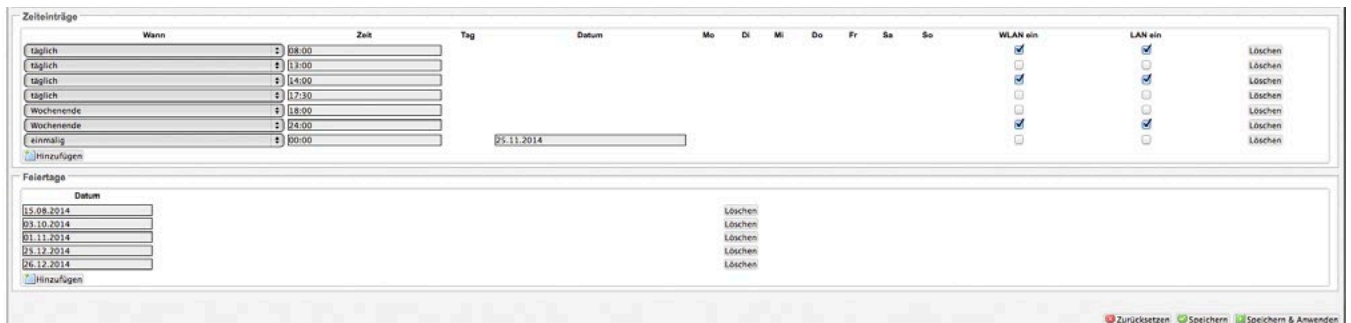 Zeiteinträge
Wann Zeit Tag Datum Mo Di Mi Do Fr Sa So WLAN ein LAN ein
täglich 08:00 Löschen
täglich 13:00 Löschen
täglich 14:00 Löschen
täglich 17:30 Löschen
Wochenende 18:00 Löschen
Wochenende 24:00 Löschen
einmalig 00:00 25.11.2014 Löschen
Hinzufügen
Feiertage
Datum
15.08.2014 Löschen
03.10.2014 Löschen
01.11.2014 Löschen
25.12.2014 Löschen
26.12.2014 Löschen
Hinzufügen
Zurücksetzen Speichern Speichern & Anwenden